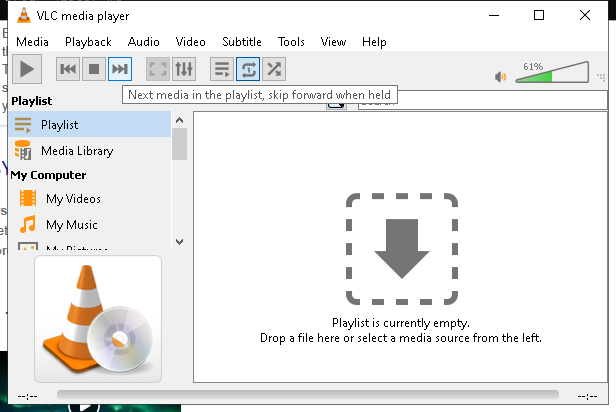 VLC media player
Media Playback Audio Video Subtitle Tools View Help
61%
Next media in the playlist, skip forward when held
Playlist
Playlist
Media Library
My Computer
My Videos
My Music
Playlist is currently empty.
Drop a file here or select a media source from the left.
--:-- --:--